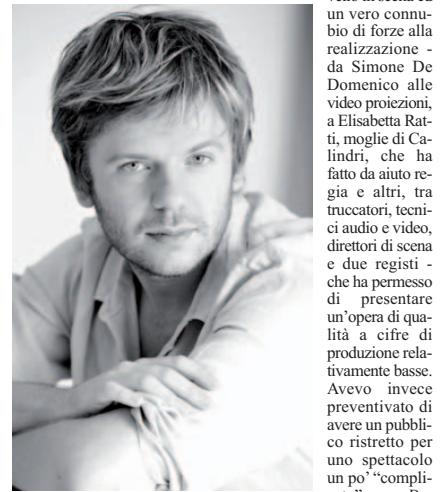 un vero connu-
bio di forze alla
realizzazione -
da Simone De
Domenico alle
video proiezioni,
a Elisabetta Rat-
ti, moglie di Ca-
lindri, che ha
fatto da aiuto re-
gia e altri, tra
truccatori, tecni-
ci audio e video,
direttori di scena
e due registi -
che ha permesso
di presentare
un'opera di qua-
lità a cifre di
produzione rela-
tivamente basse.
Avevo invece
preventivato di
avere un pubbli-
co ristretto per
uno spettacolo
un po' “compli-